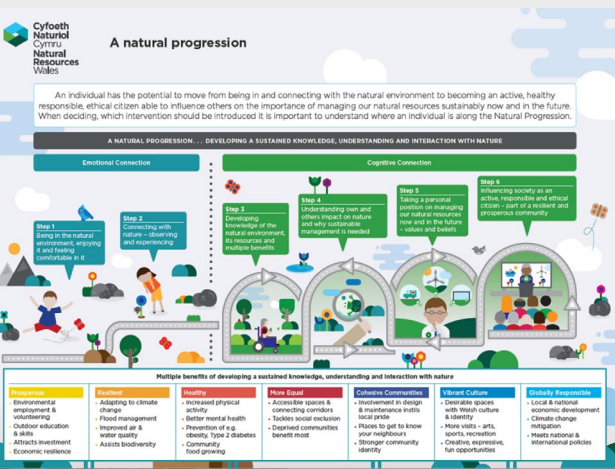 Cyfoeth
Naturiol
Cymru
Natural
Resources
Wales
A natural progression
An individual has the potential to move from being in and connecting with the natural environment to becoming an active, healthy
responsible, ethical citizen able to influence others on the importance of managing our natural resources sustainably now and in the future.
When deciding, which intervention should be introduced it is important to understand where an individual is along the Natural Progression.
A NATURAL PROGRESSION... DEVELOPING A SUSTAINED KNOWLEDGE, UNDERSTANDING AND INTERACTION WITH NATURE
Emotional Connection
Cognitive Connection
Step 1
Being in the natural
environment, enjoying
it and feeling
comfortable in it
Step 2
Connecting with
nature – observing
and experiencing
Step 3
Developing
knowledge of the
natural environment,
its resources and
multiple benefits
Step 4
Understanding own and
others impact on nature
and why sustainable
management is needed
Step 5
Taking a personal
position on managing
our natural resources
now and in the future
– values and beliefs
Step 6
Influencing society as an
active, responsible and ethical
citizen – part of a resilient and
prosperous community
Multiple benefits of developing a sustained knowledge, understanding and interaction with nature
Prosperous
Environmental
employment &
volunteering
• Outdoor education
& skills
• Attracts investment
• Economic resilience
Resilient
• Adapting to climate
change
• Flood management
• Improved air &
water quality
• Assists biodiversity
Healthy
• Increased physical
activity
• Better mental health
• Prevention of e.g.
obesity, Type 2 diabetes
• Community
food growing
More Equal
• Accessible spaces &
connecting corridors
• Tackles social exclusion
• Deprived communities
benefit most
Cohesive Communities
• Involvement in design
& maintenance instils
local pride
• Places to get to know
your neighbours
• Stronger community
identity
Vibrant Culture
• Desirable spaces
with Welsh culture
& identity
• More visits – arts,
sports, recreation
• Creative, expressive,
fun opportunities
Globally Responsible
• Local & national
economic development
• Climate change
mitigation
• Meets national &
international policies